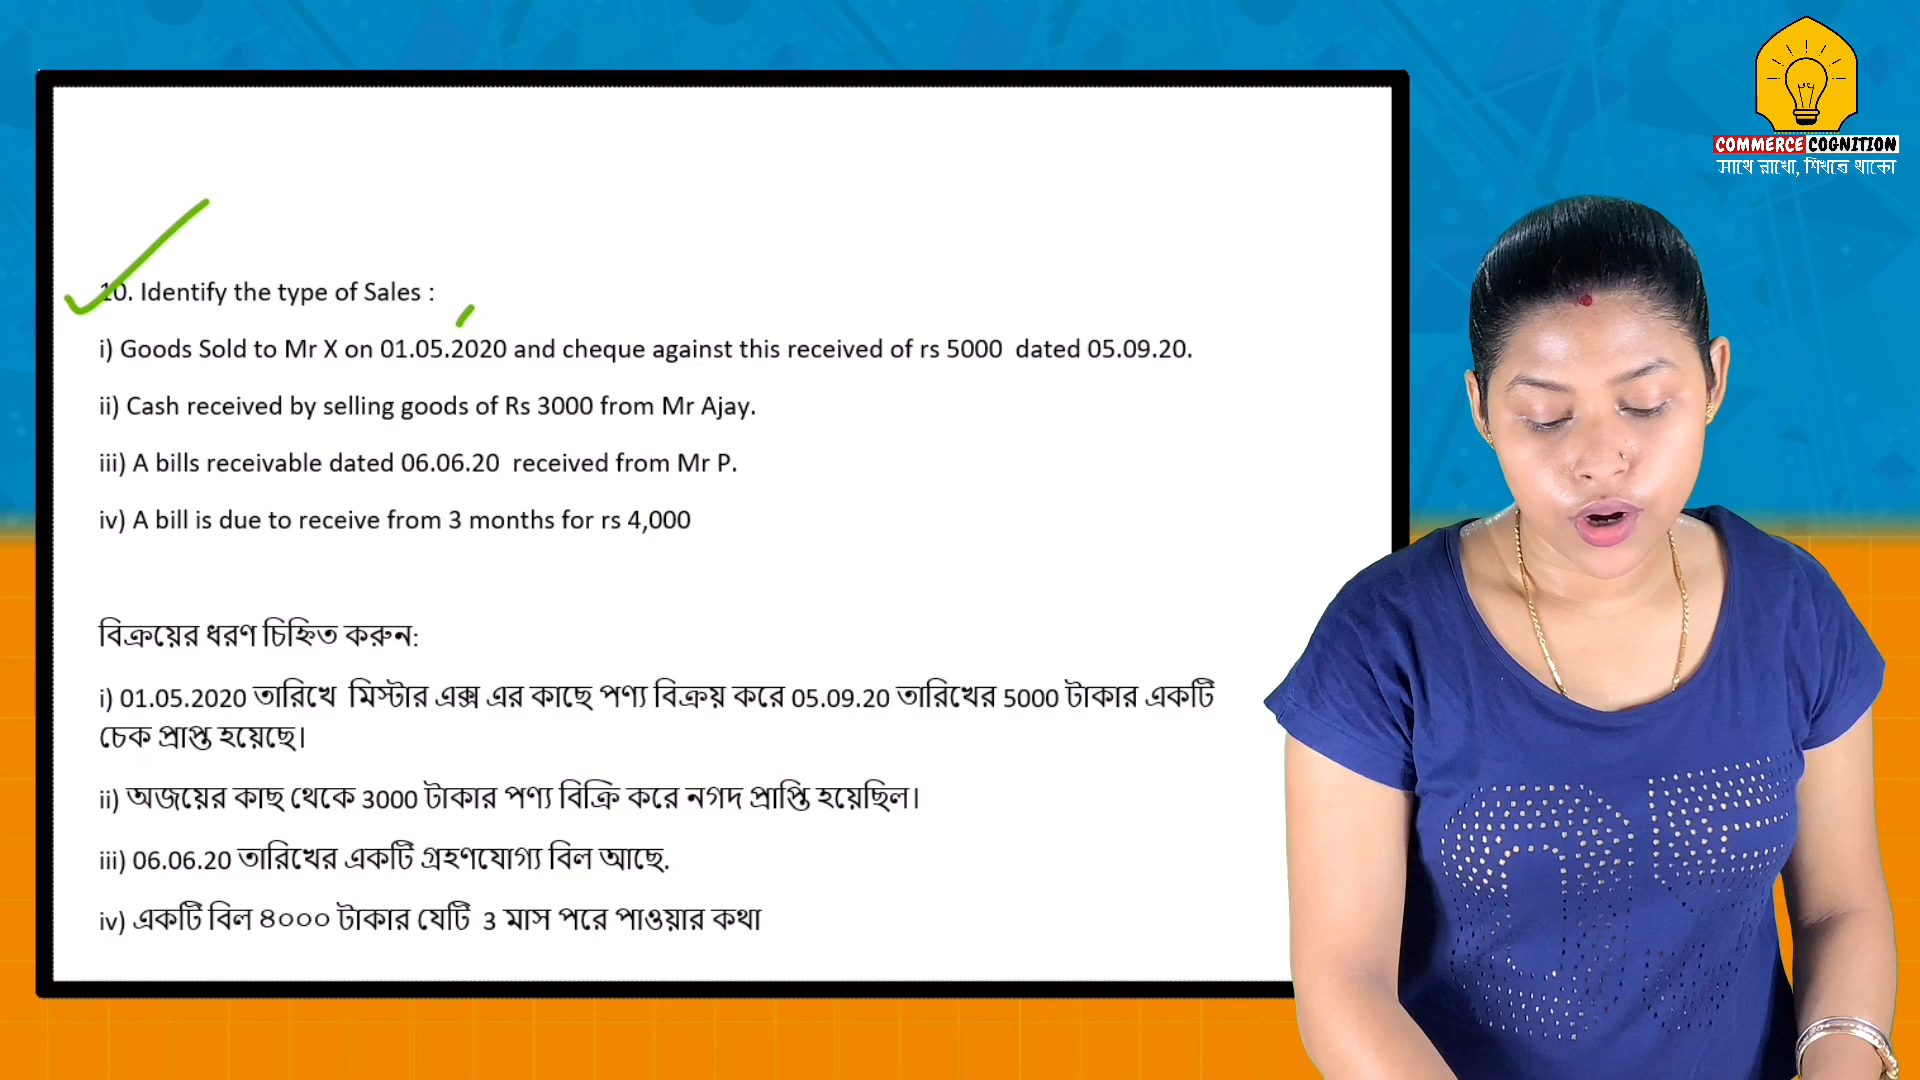 COMMERCE COGNITION
সাথে রাখো, শিখতে থাকো
10. Identify the type of Sales :
i) Goods Sold to Mr X on 01.05.2020 and cheque against this received of rs 5000 dated 05.09.20.
ii) Cash received by selling goods of Rs 3000 from Mr Ajay.
iii) A bills receivable dated 06.06.20 received from Mr P.
iv) A bill is due to receive from 3 months for rs 4,000
বিক্রয়ের ধরণ চিহ্নিত করুন:
i) 01.05.2020 তারিখে মিস্টার এক্স এর কাছে পণ্য বিক্রয় করে 05.09.20 তারিখের 5000 টাকার একটি
চেক প্রাপ্ত হয়েছে।
ii) অজয়ের কাছ থেকে 3000 টাকার পণ্য বিক্রি করে নগদ প্রাপ্তি হয়েছিল।
iii) 06.06.20 তারিখের একটি গ্রহণযোগ্য বিল আছে.
iv) একটি বিল ৪০০০ টাকার যেটি 3 মাস পরে পাওয়ার কথা